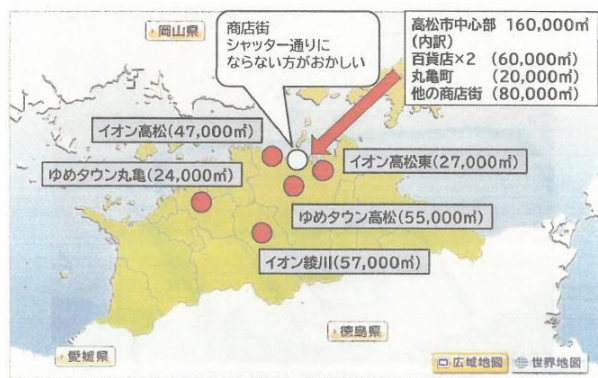 岡山県
商店街
シャッター通りに
ならない方がおかしい
高松市中心部 160,000㎡
(内訳)
百貨店×2 (60,000㎡)
丸亀町 (20,000㎡)
他の商店街(80,000㎡)
イオン高松(47,000㎡)
イオン高松東(27,000㎡)
ゆめタウン丸亀(24,000㎡)
ゆめタウン高松(55,000㎡)
イオン綾川(57,000㎡)
徳島県
愛媛県
広域地図
世界地図